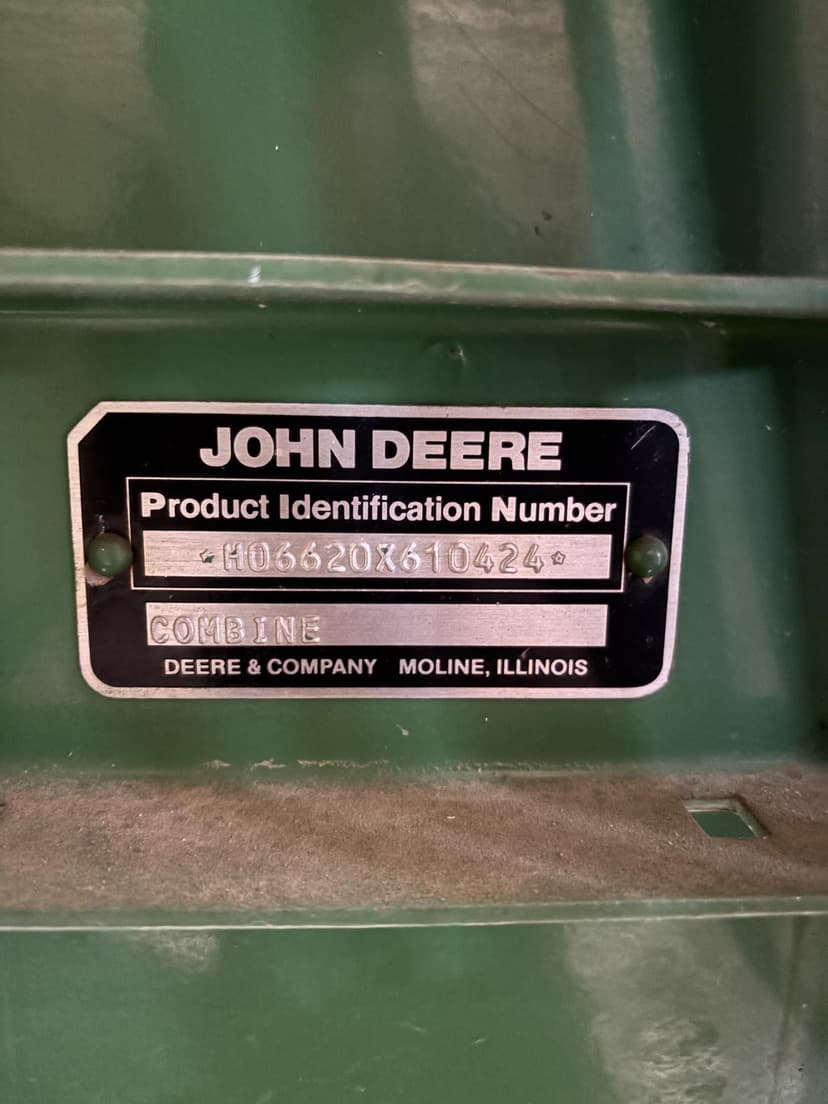 JOHN DEERE
Product Identification Number
*H06620X610424*
COMBINE
DEERE & COMPANY MOLINE, ILLINOIS